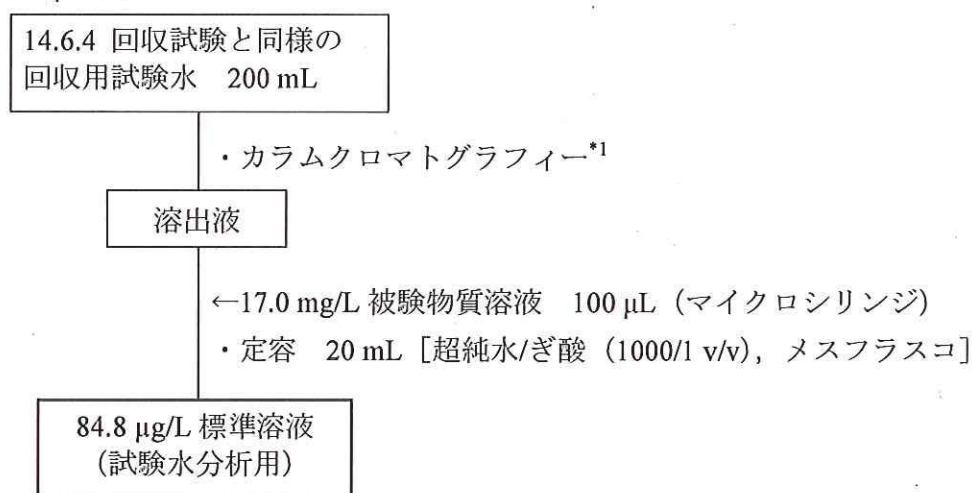 14.6.4 回収試験と同様の
回収用試験水　200 mL
・カラムクロマトグラフィー*1
溶出液
←17.0 mg/L 被験物質溶液　100 μL（マイクロシリンジ）
・定容　20 mL［超純水/ぎ酸（1000/1 v/v），メスフラスコ］
84.8 μg/L 標準溶液
（試験水分析用）